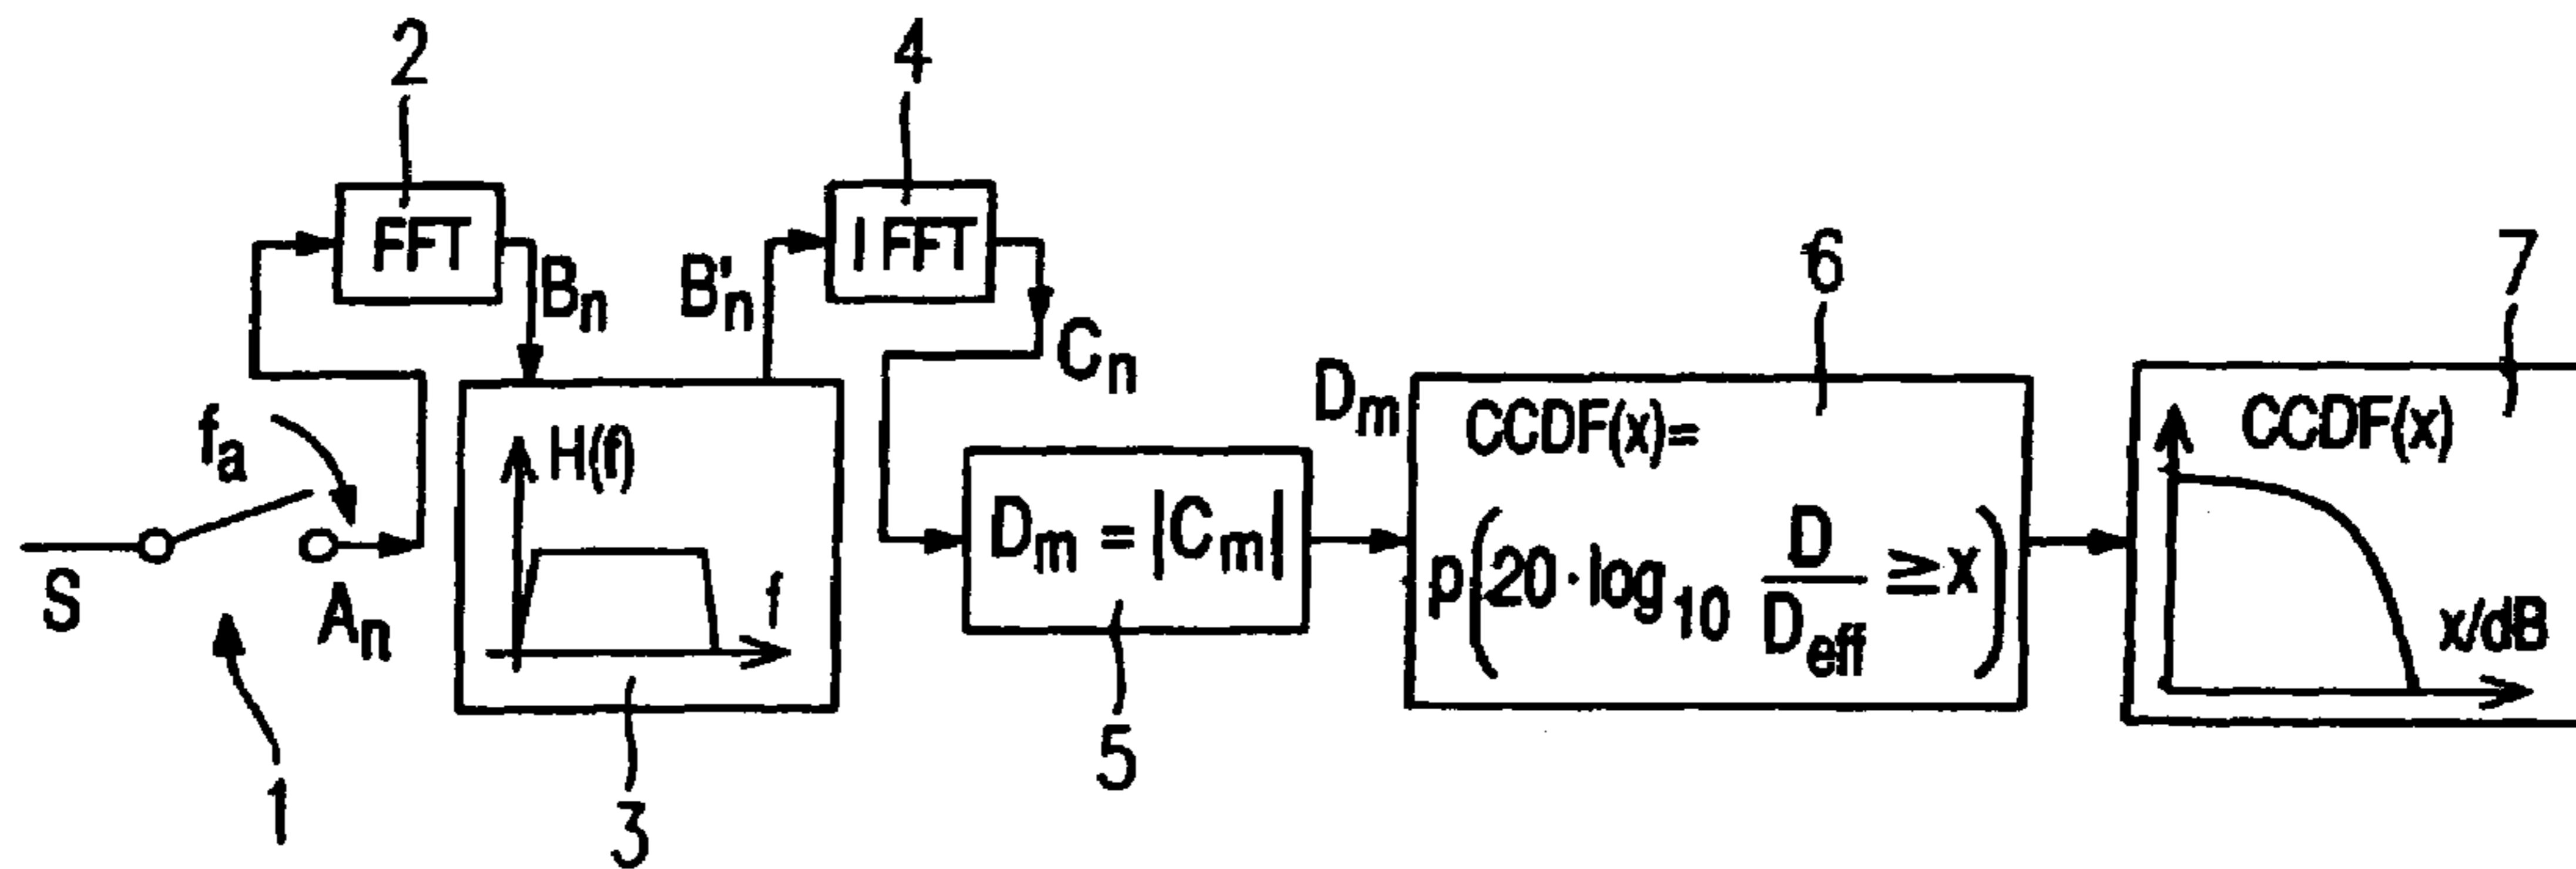 2
4
6
7
FFT
I FFT
Bn
B'n
Cn
fa
S
An
1
H(f)
f
3
Dm = |Cm|
5
Dm
CCDF(x)=
p(20·log10 D/Deff ≥x)
CCDF(x)
x/dB